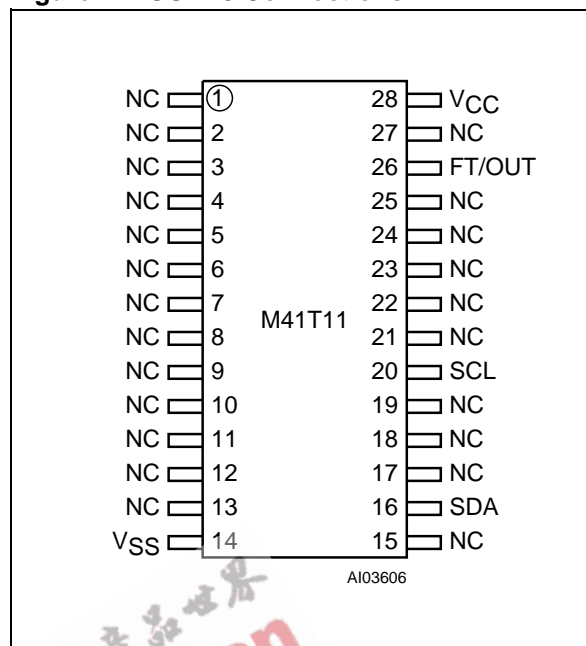 NC 1 28 VCC
NC 2 27 NC
NC 3 26 FT/OUT
NC 4 25 NC
NC 5 24 NC
NC 6 23 NC
NC 7 22 NC
M41T11
NC 8 21 NC
NC 9 20 SCL
NC 10 19 NC
NC 11 18 NC
NC 12 17 NC
NC 13 16 SDA
VSS 14 15 NC
AI03606